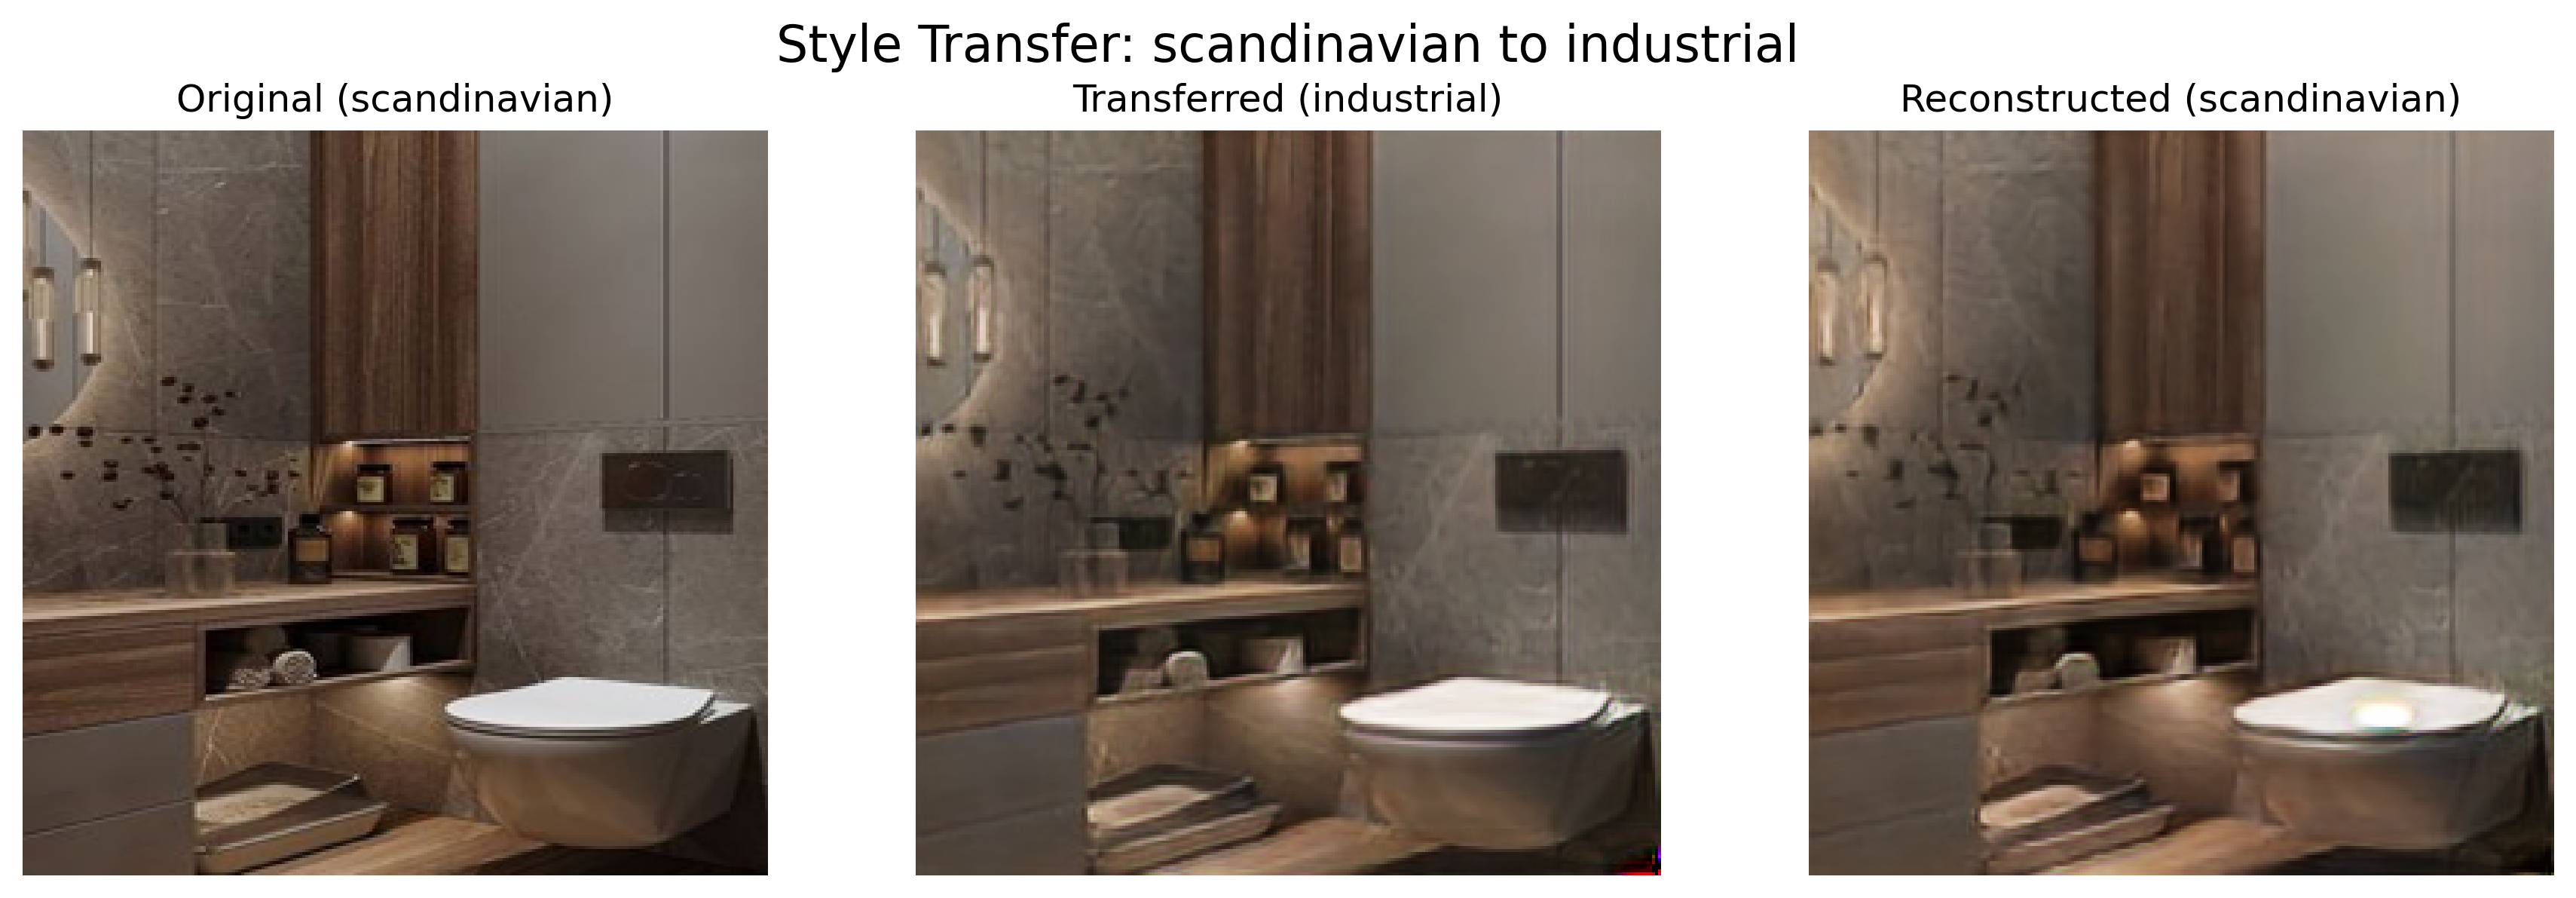 Style Transfer: scandinavian to industrial
Original (scandinavian)
Transferred (industrial)
Reconstructed (scandinavian)